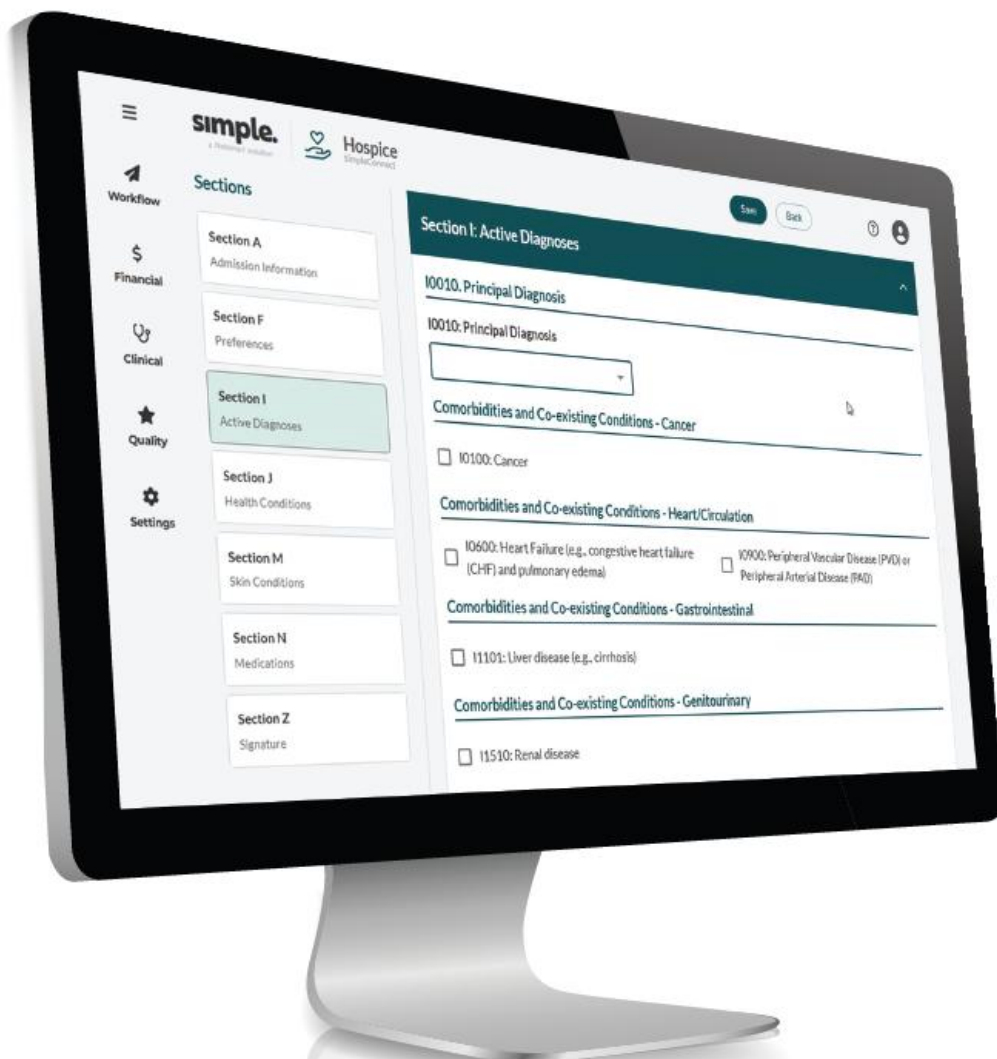 simple.
Hospice
SimpleConnect
Workflow
Financial
Clinical
Quality
Settings
Sections
Section A
Admission Information
Section F
Preferences
Section I
Active Diagnoses
Section J
Health Conditions
Section M
Skin Conditions
Section N
Medications
Section Z
Signature
Save
Back
Section I: Active Diagnoses
I0010. Principal Diagnosis
I0010: Principal Diagnosis
Comorbidities and Co-existing Conditions - Cancer
I0100: Cancer
Comorbidities and Co-existing Conditions - Heart/Circulation
I0600: Heart Failure (e.g., congestive heart failure
(CHF) and pulmonary edema)
I0900: Peripheral Vascular Disease (PVD) or
Peripheral Arterial Disease (PAD)
Comorbidities and Co-existing Conditions - Gastrointestinal
I1101: Liver disease (e.g., cirrhosis)
Comorbidities and Co-existing Conditions - Genitourinary
I1510: Renal disease